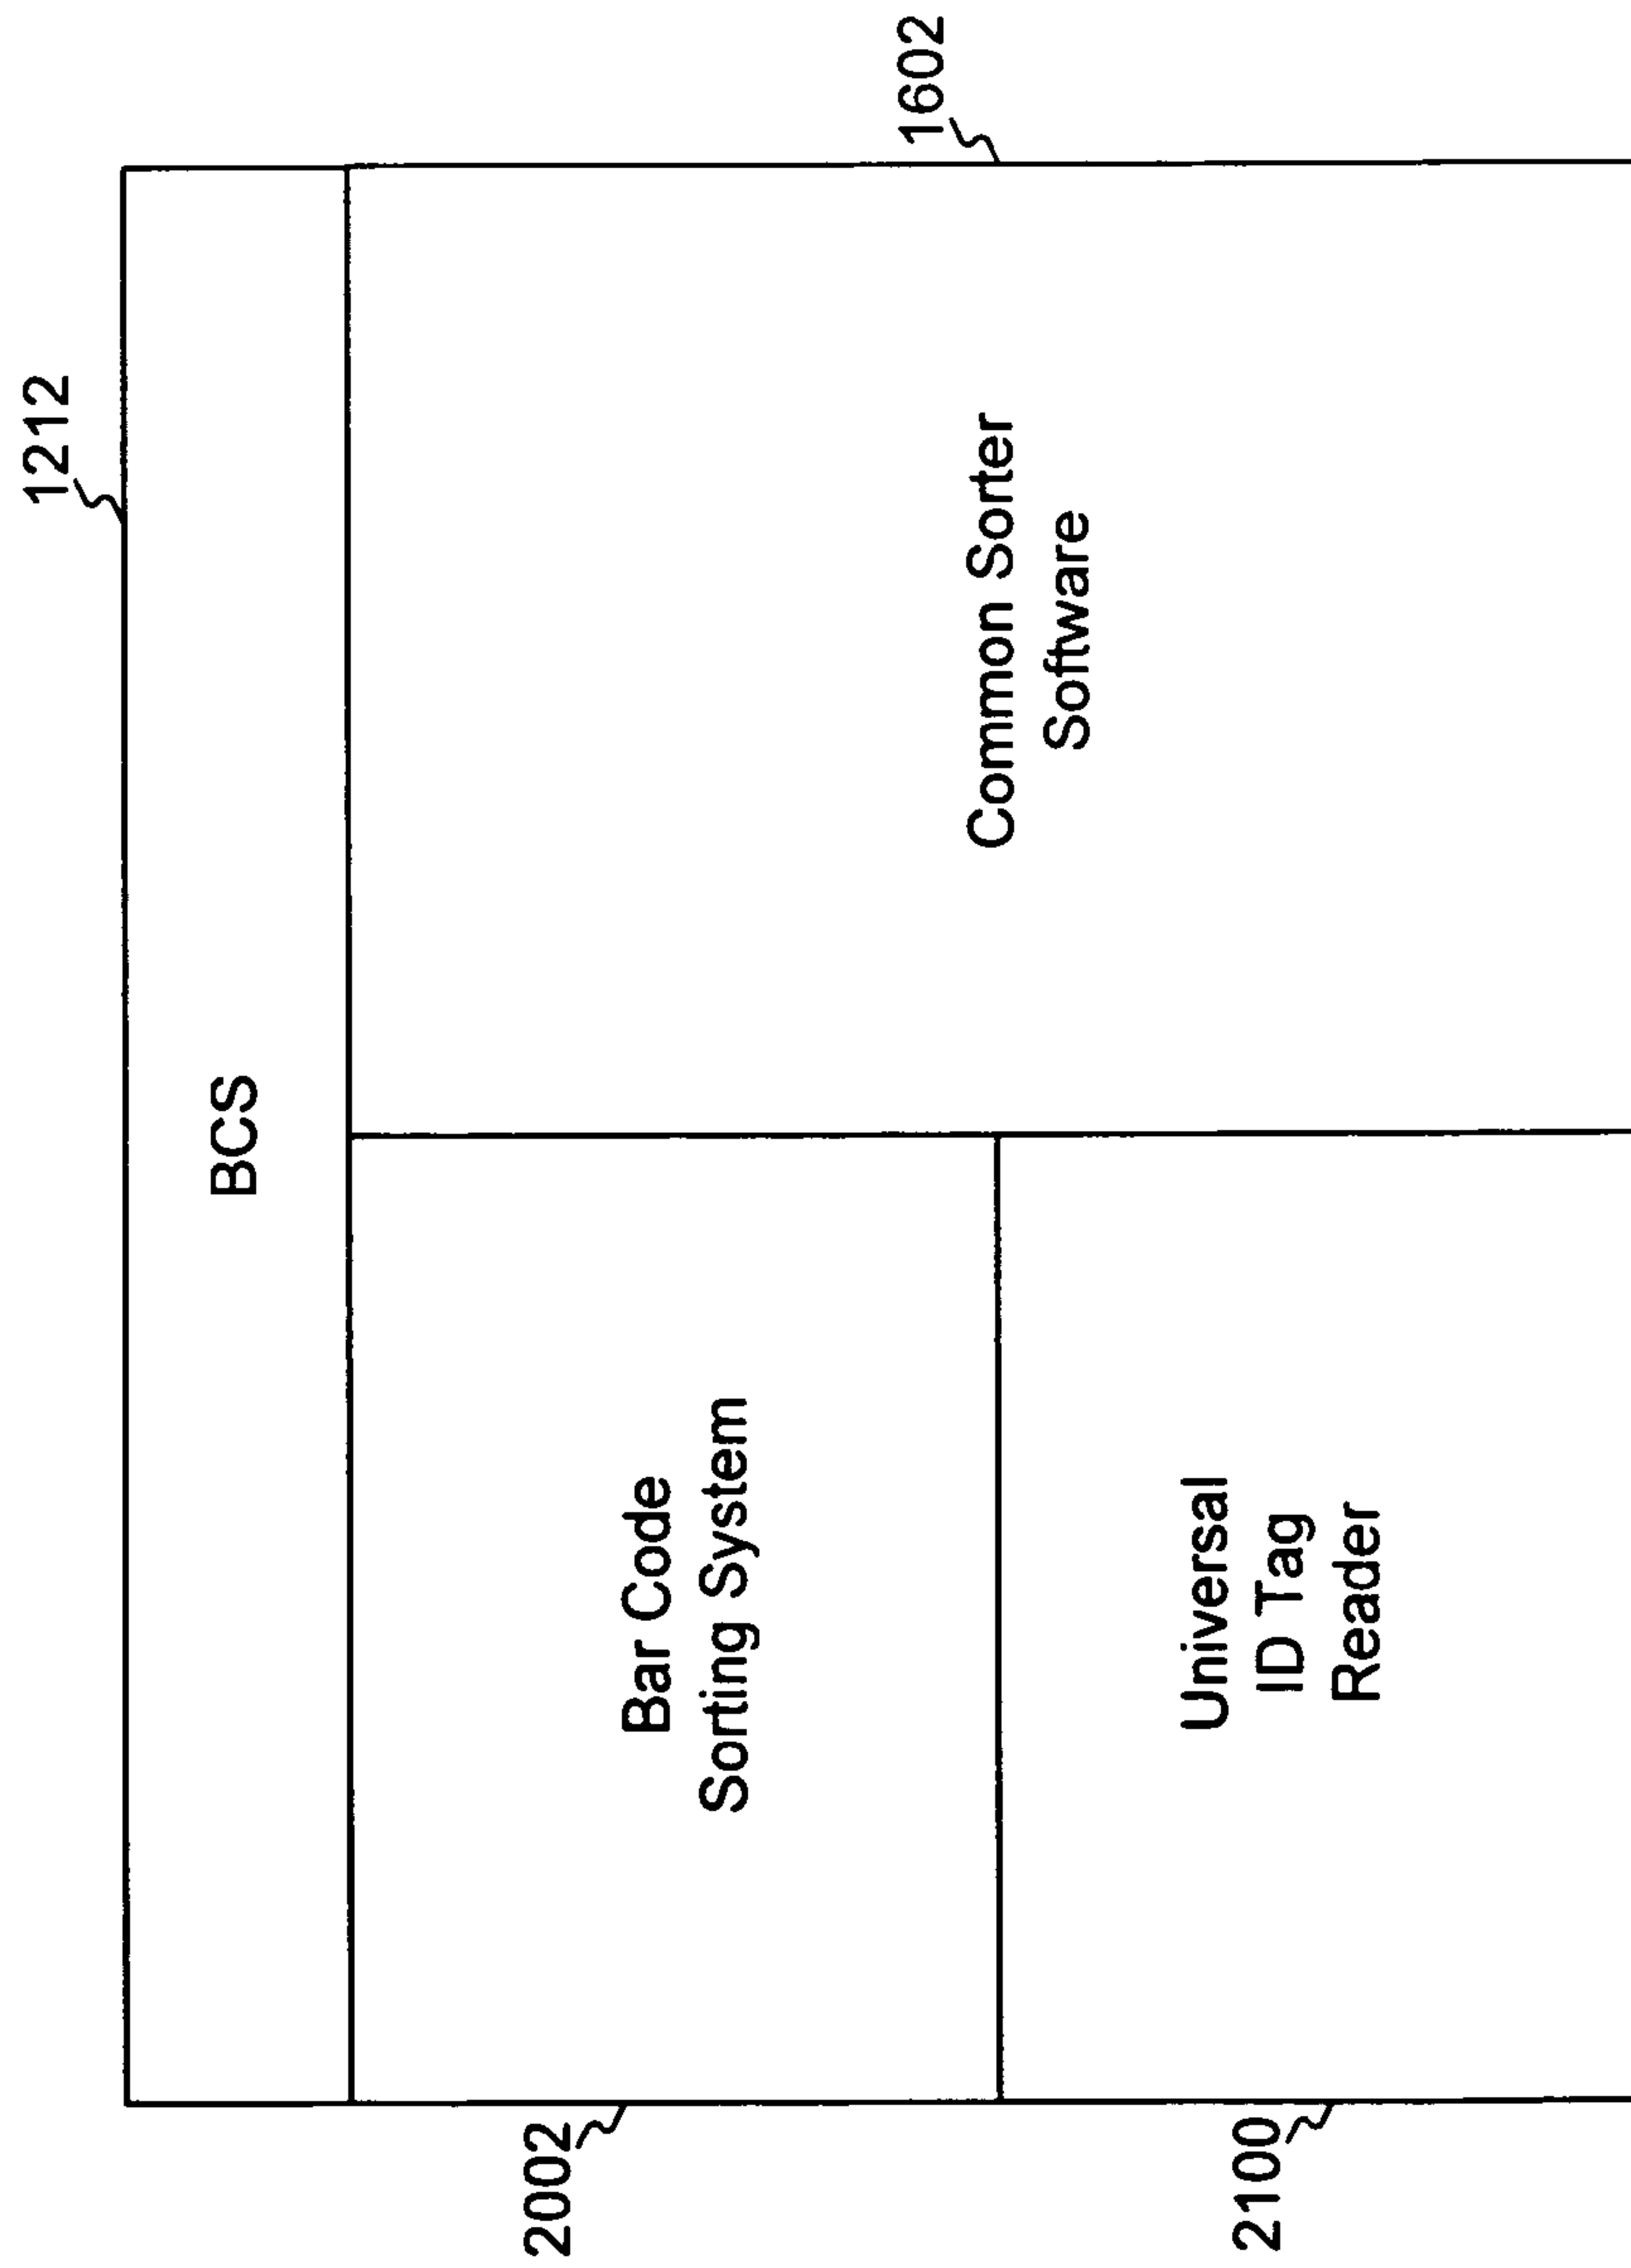 1212
BCS
2002
Bar Code
Sorting System
Common Sorter
Software
1602
2100
Universal
ID Tag
Reader